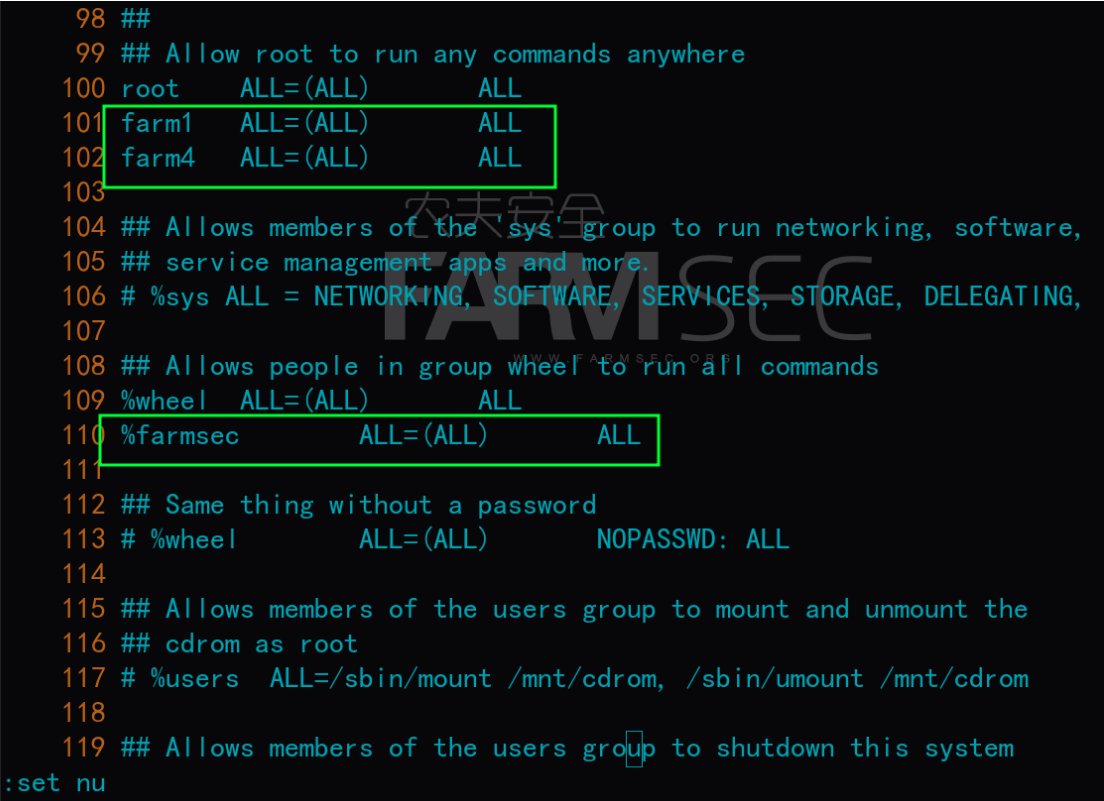 98 ##
99 ## Allow root to run any commands anywhere
100 root    ALL=(ALL)       ALL
101 farm1   ALL=(ALL)       ALL
102 farm4   ALL=(ALL)       ALL
103
104 ## Allows members of the 'sys' group to run networking, software,
105 ## service management apps and more.
106 # %sys ALL = NETWORKING, SOFTWARE, SERVICES, STORAGE, DELEGATING,
107
108 ## Allows people in group wheel to run all commands
109 %wheel  ALL=(ALL)       ALL
110 %farmsec        ALL=(ALL)       ALL
111
112 ## Same thing without a password
113 # %wheel        ALL=(ALL)       NOPASSWD: ALL
114
115 ## Allows members of the users group to mount and unmount the
116 ## cdrom as root
117 # %users  ALL=/sbin/mount /mnt/cdrom, /sbin/umount /mnt/cdrom
118
119 ## Allows members of the users group to shutdown this system
:set nu
农夫安全
FARMSEC
WWW.FARMSEC.ORG